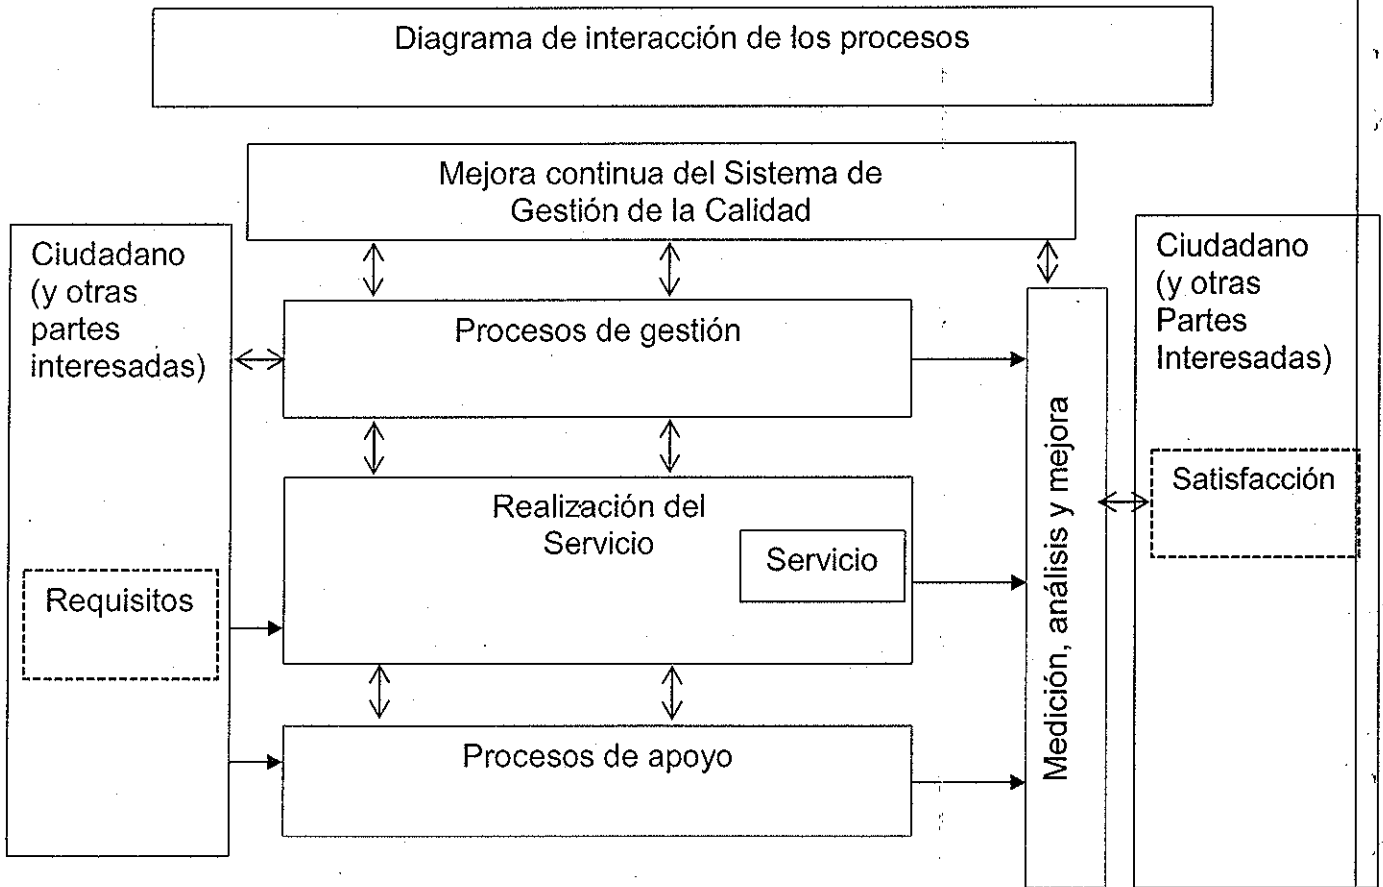 Diagrama de interacción de los procesos
Mejora continua del Sistema de
Gestión de la Calidad
Ciudadano
(y otras
partes
interesadas)
Requisitos
Procesos de gestión
Realización del
Servicio
Servicio
Procesos de apoyo
Medición, análisis y mejora
Ciudadano
(y otras
Partes
Interesadas)
Satisfacción